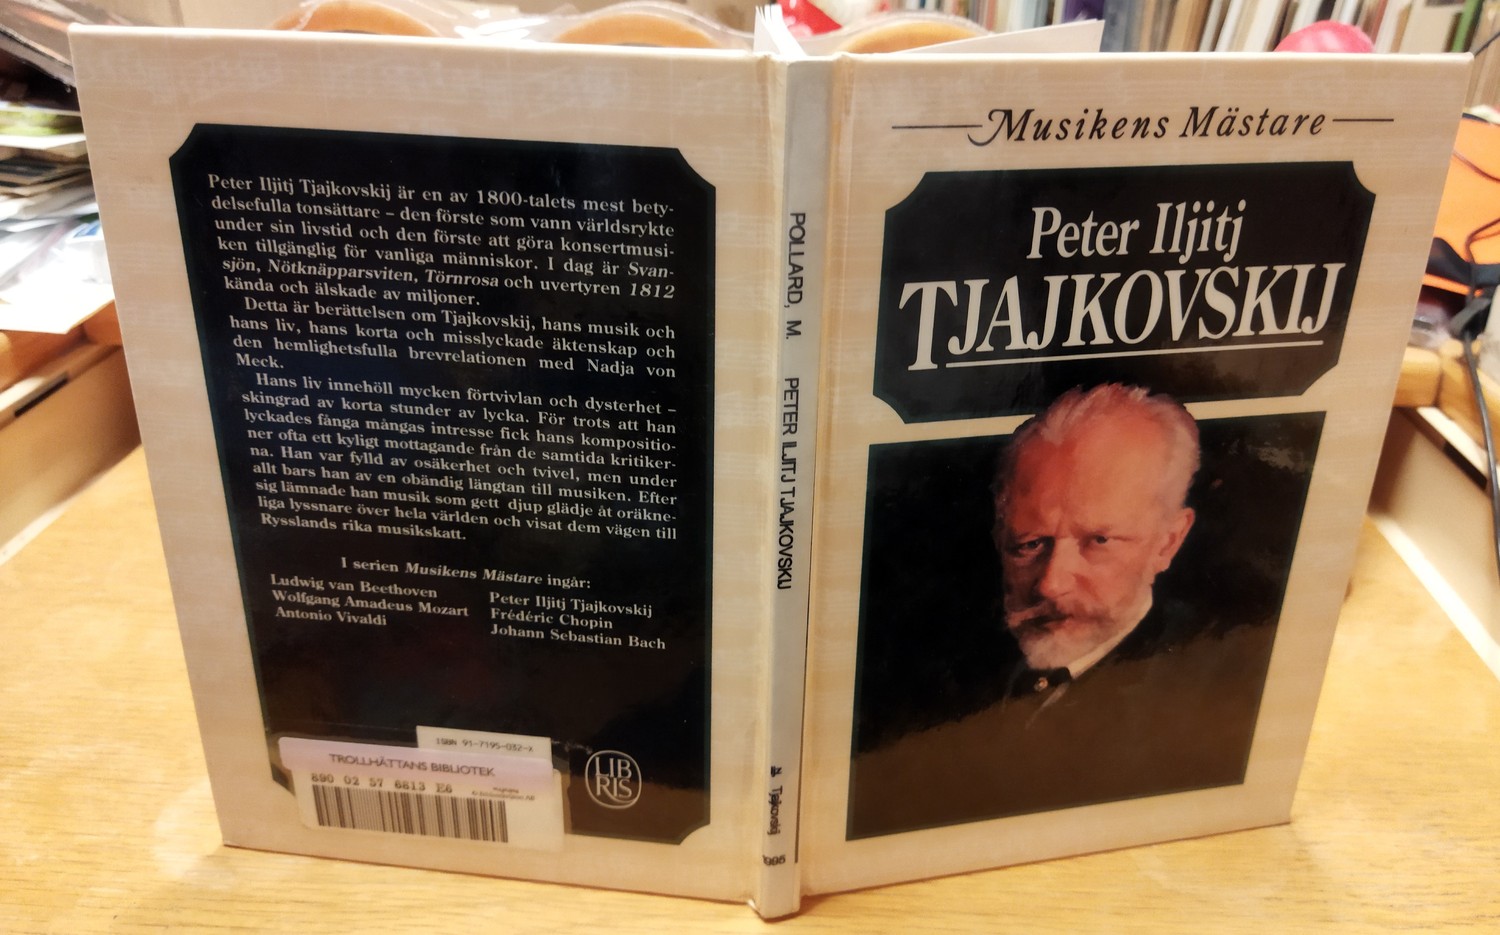 Peter Iljitj Tjajkovskij är en av 1800-talets mest bety-
delsefulla tonsättare – den förste som vann världsrykte
under sin livstid och den förste att göra konsertmusi-
ken tillgänglig för vanliga människor. I dag är Svan-
sjön, Nötknäpparsviten, Törnrosa och uvertyren 1812
kända och älskade av miljoner.
Detta är berättelsen om Tjajkovskij, hans musik och
hans liv, hans korta och misslyckade äktenskap och
den hemlighetsfulla brevrelationen med Nadja von
Meck.
Hans liv innehöll mycken förtvivlan och dysterhet –
skingrad av korta stunder av lycka. För trots att han
lyckades fånga mångas intresse fick hans kompositio-
ner ofta ett kyligt mottagande från de samtida kritiker-
na. Han var fylld av osäkerhet och tvivel, men under
allt bars han av en obändig längtan till musiken. Efter
sig lämnade han musik som gett djup glädje åt oräkne-
liga lyssnare över hela världen och visat dem vägen till
Rysslands rika musikskatt.
I serien Musikens Mästare ingår:
Ludwig van Beethoven
Wolfgang Amadeus Mozart
Antonio Vivaldi
Peter Iljitj Tjajkovskij
Frédéric Chopin
Johann Sebastian Bach
ISBN 91-7195-032-X
TROLLHÄTTANS BIBLIOTEK
890 02 57 6813 E6
LIB
RIS
POLLARD, M. PETER ILJITJ TJAJKOVSKIJ
Tjajkovskij
1995
Musikens Mästare
Peter Iljitj
TJAJKOVSKIJ